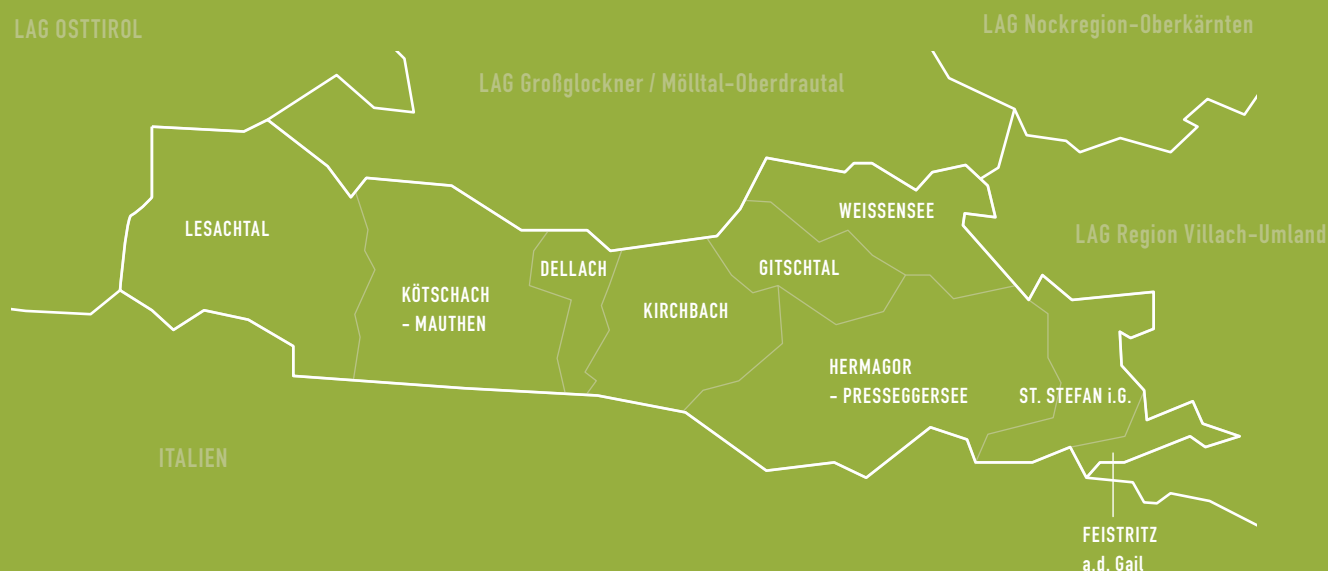 LAG OSTTIROL
LAG Nockregion-Oberkärnten
LAG Großglockner / Mölltal-Oberdrautal
WEISSENSEE
LESACHTAL
LAG Region Villach-Umland
DELLACH
GITSCHTAL
KÖTSCHACH
- MAUTHEN
KIRCHBACH
HERMAGOR
- PRESSEGGERSEE
ST. STEFAN i.G.
ITALIEN
FEISTRITZ
a.d. Gail